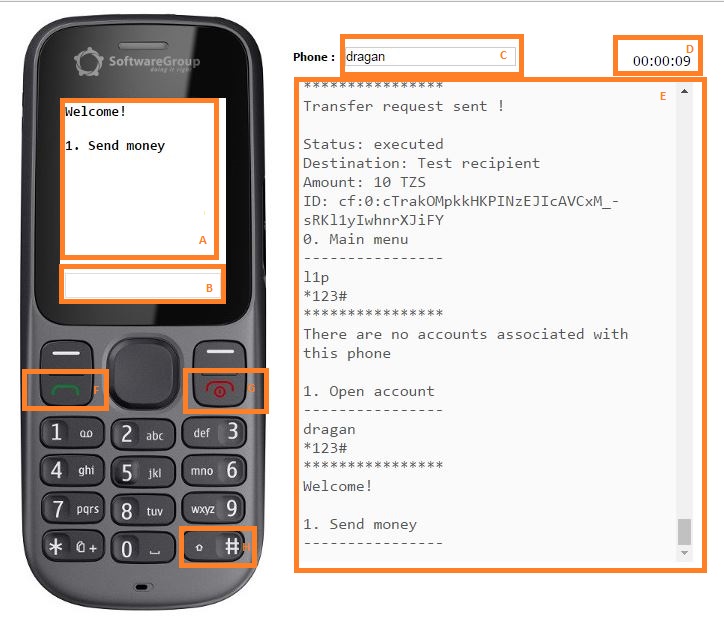 SoftwareGroup
doing it right
Welcome!
1. Send money
A
B
F
G
1
2 abc
def 3
4 ghi
5 jkl
mno 6
7 pqrs
8 tuv
wxyz 9
* +
0
#
H
Phone :
dragan
C
D
00:00:09
E
****************
Transfer request sent !
Status: executed
Destination: Test recipient
Amount: 10 TZS
ID: cf:0:cTrakOMpkkHKPINzEJIcAVCxM_-
sRKl1yIwhnrXJiFY
0. Main menu
----------------
l1p
*123#
****************
There are no accounts associated with
this phone
1. Open account
----------------
dragan
*123#
****************
Welcome!
1. Send money
----------------